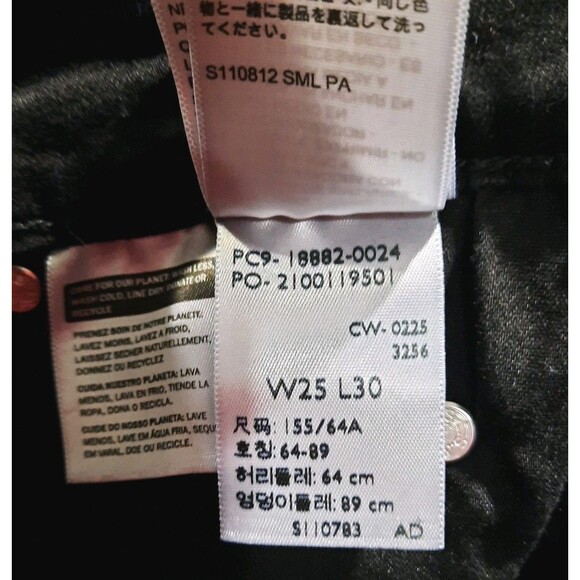 物と一緒に製品を裏返して洗っ
てください。
S110812 SML PA
PC9- 18882-0024
PO- 2100119501
CW- 0225
3256
W25 L30
尺码: 155/64A
호칭: 64-89
허리둘레: 64 cm
엉덩이둘레: 89 cm
S110783 AD
CARE FOR OUR PLANET WASH LESS,
WASH COLD, LINE DRY, DONATE OR
RECYCLE
PRENEZ SOIN DE NOTRE PLANETE,
LAVEZ MOINS, LAVEZ A FROID,
LAISSEZ SECHER NATURELLEMENT,
DONNEZ OU RECYCLEZ
CUIDA NUESTRO PLANETA: LAVA
MENOS, LAVA EN FRIO, TIENDE LA
ROPA, DONA O RECICLA.
CUIDE DO NOSSO PLANETA: LAVE
MENOS, LAVE EM ÁGUA FRIA, SEQU
EM VARAL, DOE OU RECICLE.